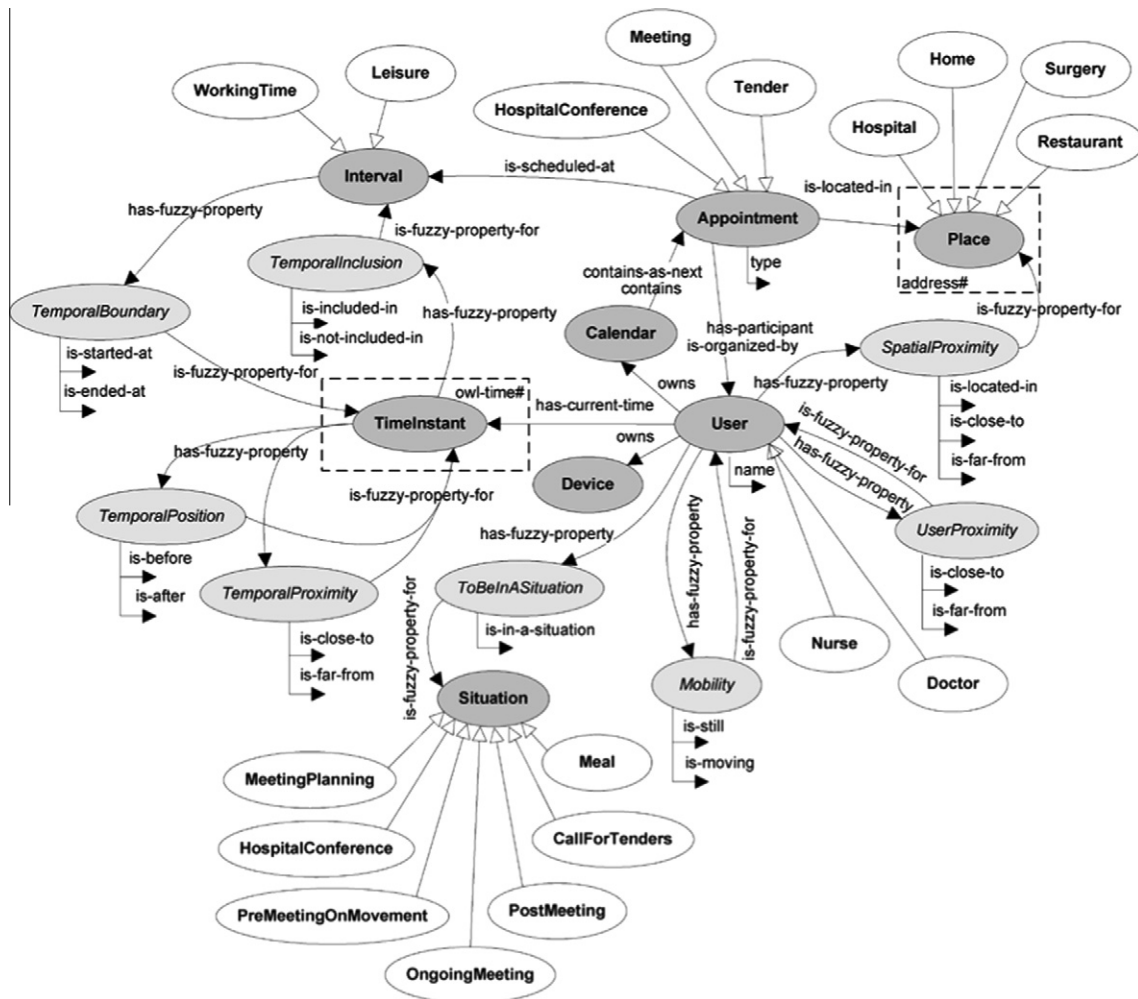 Meeting
Home
Leisure
Surgery
WorkingTime
Tender
HospitalConference
Hospital
Restaurant
is-scheduled-at
Interval
is-located-in
has-fuzzy-property
Appointment
is-fuzzy-property-for
Place
TemporalInclusion
type
contains-as-next
contains
address#
TemporalBoundary
is-included-in
has-fuzzy-property
is-fuzzy-property-for
is-not-included-in
Calendar
has-participant
is-organized-by
SpatialProximity
is-started-at
is-ended-at
is-fuzzy-property-for
has-fuzzy-property
is-located-in
owl-time#
owns
has-current-time
is-close-to
TimeInstant
User
is-fuzzy-property-for
has-fuzzy-property
owns
is-far-from
has-fuzzy-property
name
Device
is-fuzzy-property-for
TemporalPosition
has-fuzzy-property
UserProximity
is-before
is-close-to
is-after
TemporalProximity
ToBeInASituation
has-fuzzy-property
is-fuzzy-property-for
is-far-from
is-fuzzy-property-for
is-close-to
is-in-a-situation
Nurse
is-far-from
Doctor
Situation
Mobility
is-still
Meal
is-moving
MeetingPlanning
CallForTenders
HospitalConference
PreMeetingOnMovement
PostMeeting
OngoingMeeting